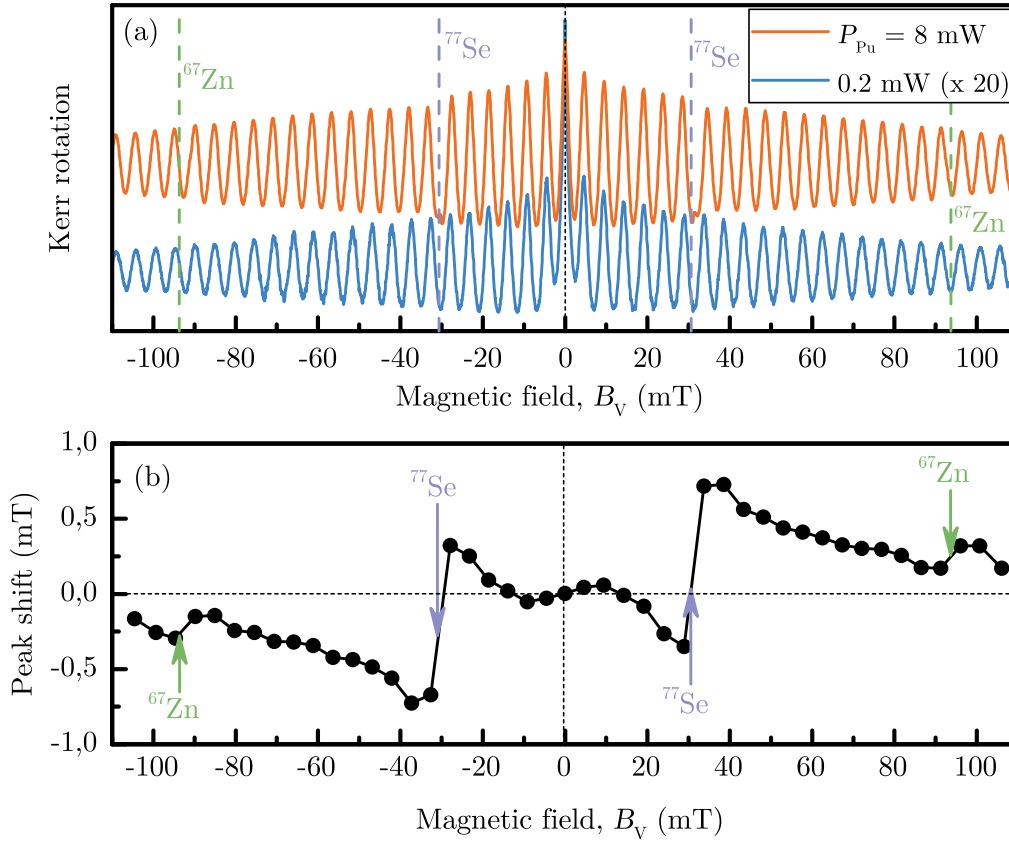 (a)
⁷⁷Se
⁷⁷Se
⁶⁷Zn
P_Pu = 8 mW
0.2 mW (x 20)
⁶⁷Zn
Kerr rotation
-100 -80 -60 -40 -20 0 20 40 60 80 100
Magnetic field, B_V (mT)
(b)
⁷⁷Se
⁶⁷Zn
1,0
0,5
0,0
-0,5
-1,0
Peak shift (mT)
⁶⁷Zn
⁷⁷Se
-100 -80 -60 -40 -20 0 20 40 60 80 100
Magnetic field, B_V (mT)